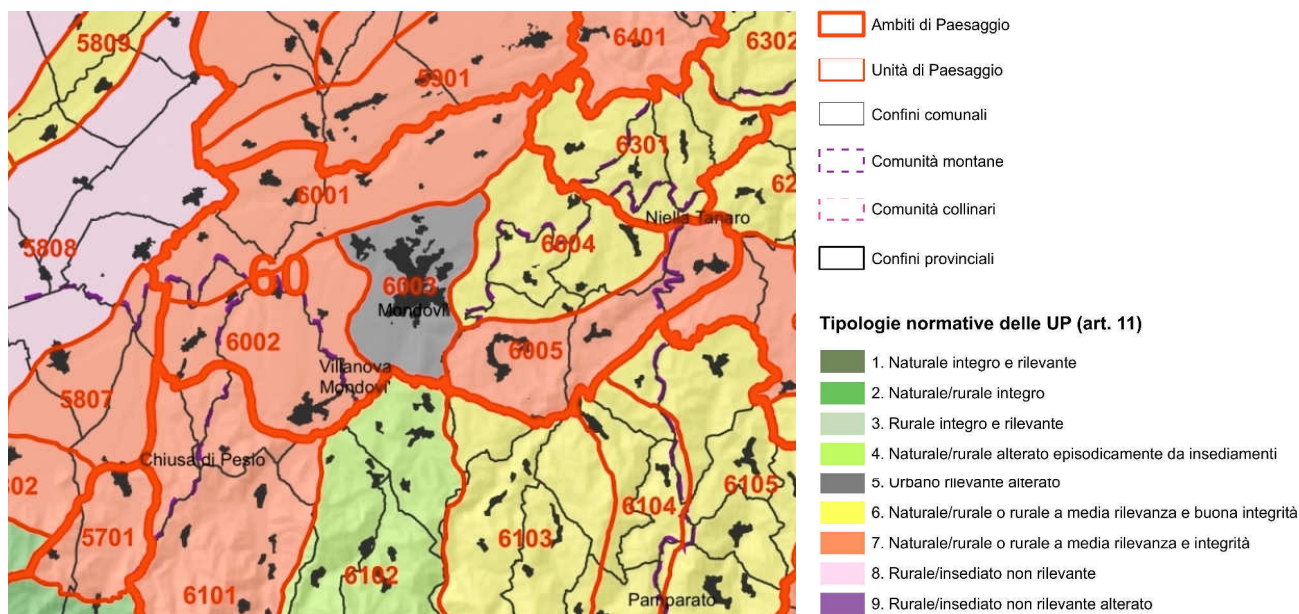 5809
6401
6302
5901
6301
62
6001
Niella Tanaro
6004
5808
60
6003
Mondovì
6002
6005
Villanova
Mondovì'
5807
Chiusa di Pesio
02
6104
6105
5701
6103
6102
6101
Pamparato
Ambiti di Paesaggio
Unità di Paesaggio
Confini comunali
Comunità montane
Comunità collinari
Confini provinciali
Tipologie normative delle UP (art. 11)
1. Naturale integro e rilevante
2. Naturale/rurale integro
3. Rurale integro e rilevante
4. Naturale/rurale alterato episodicamente da insediamenti
5. Urbano rilevante alterato
6. Naturale/rurale o rurale a media rilevanza e buona integrità
7. Naturale/rurale o rurale a media rilevanza e integrità
8. Rurale/insediato non rilevante
9. Rurale/insediato non rilevante alterato